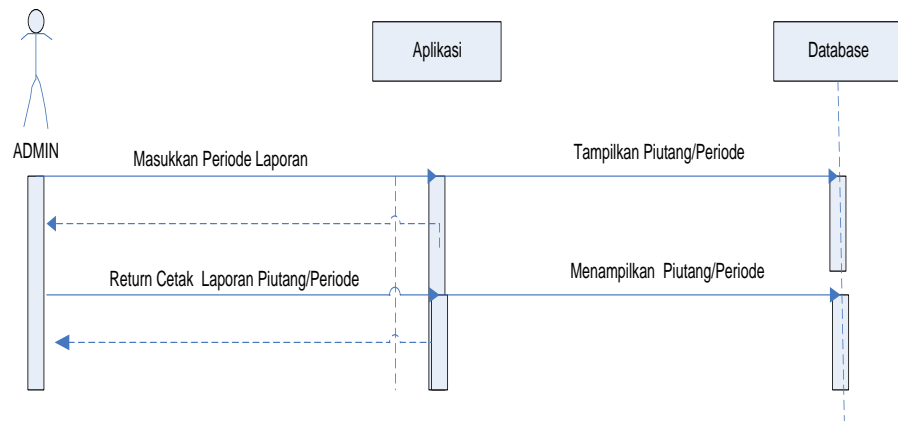 Aplikasi
Database
ADMIN
Masukkan Periode Laporan
Tampilkan Piutang/Periode
Return Cetak Laporan Piutang/Periode
Menampilkan Piutang/Periode